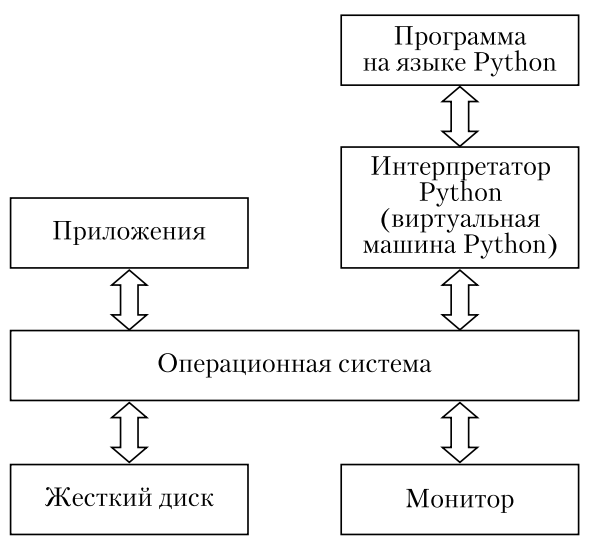 Программа
на языке Python
Интерпретатор
Python
(виртуальная
машина Python)
Приложения
Операционная система
Жесткий диск
Монитор